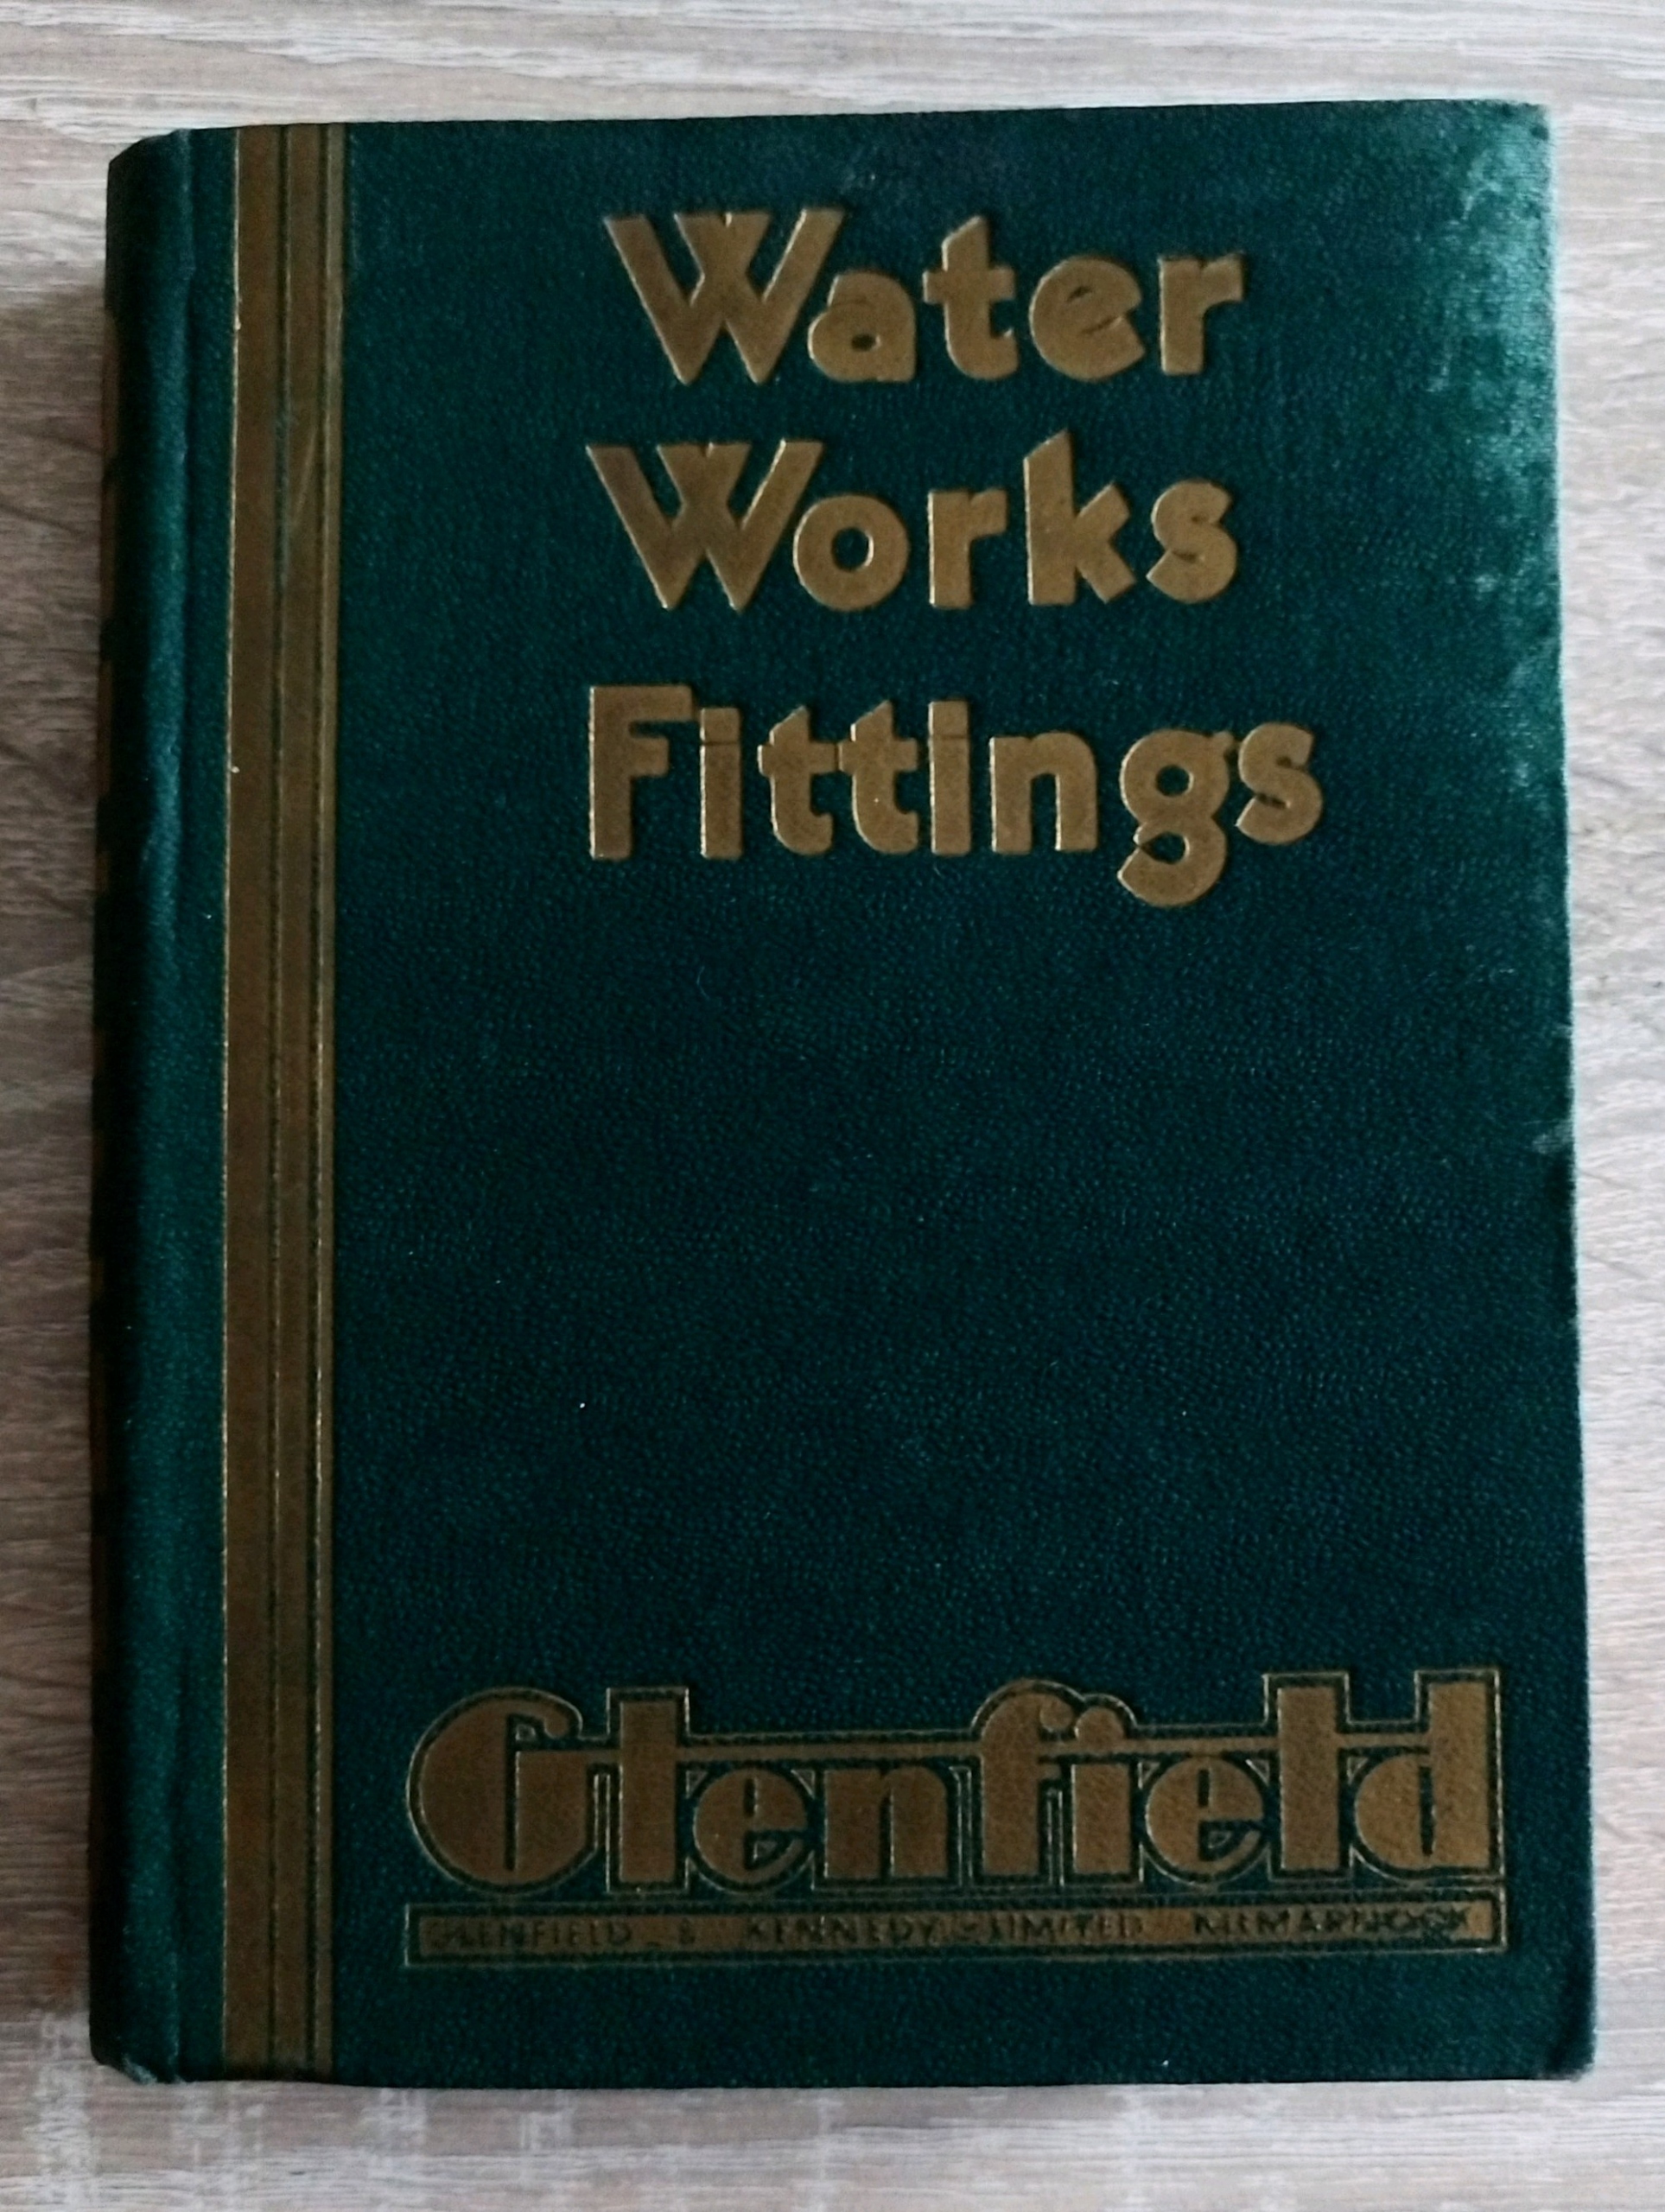 Water
Works
Fittings
Glenfield
GLENFIELD & KENNEDY LIMITED KILMARNOCK